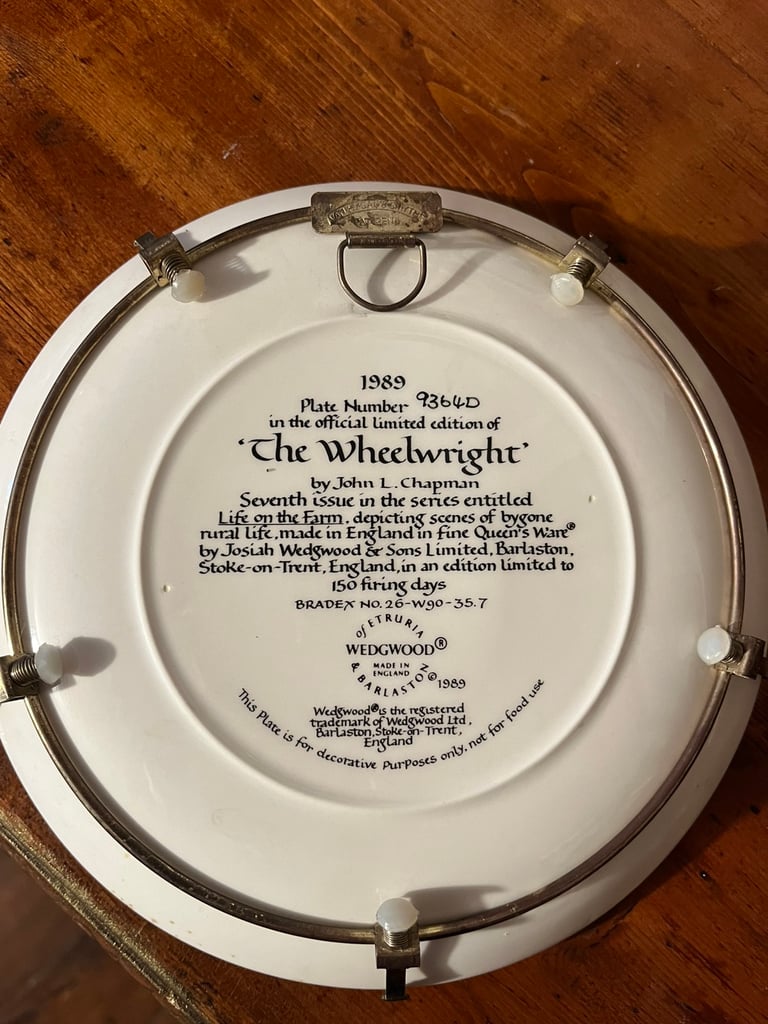 1989
Plate Number 9364D
in the official limited edition of
'The Wheelwright'
by John L. Chapman
Seventh issue in the series entitled
Life on the Farm, depicting scenes of bygone
rural life, made in England in fine Queen's Ware®
by Josiah Wedgwood & Sons Limited, Barlaston,
Stoke-on-Trent, England, in an edition limited to
150 firing days
BRADEX NO. 26-W90-35.7
of ETRURIA
WEDGWOOD®
MADE IN
ENGLAND
& BARLASTON
© 1989
Wedgwood® is the registered
trademark of Wedgwood Ltd,
Barlaston, Stoke-on-Trent,
England
This Plate is for decorative Purposes only, not for food use